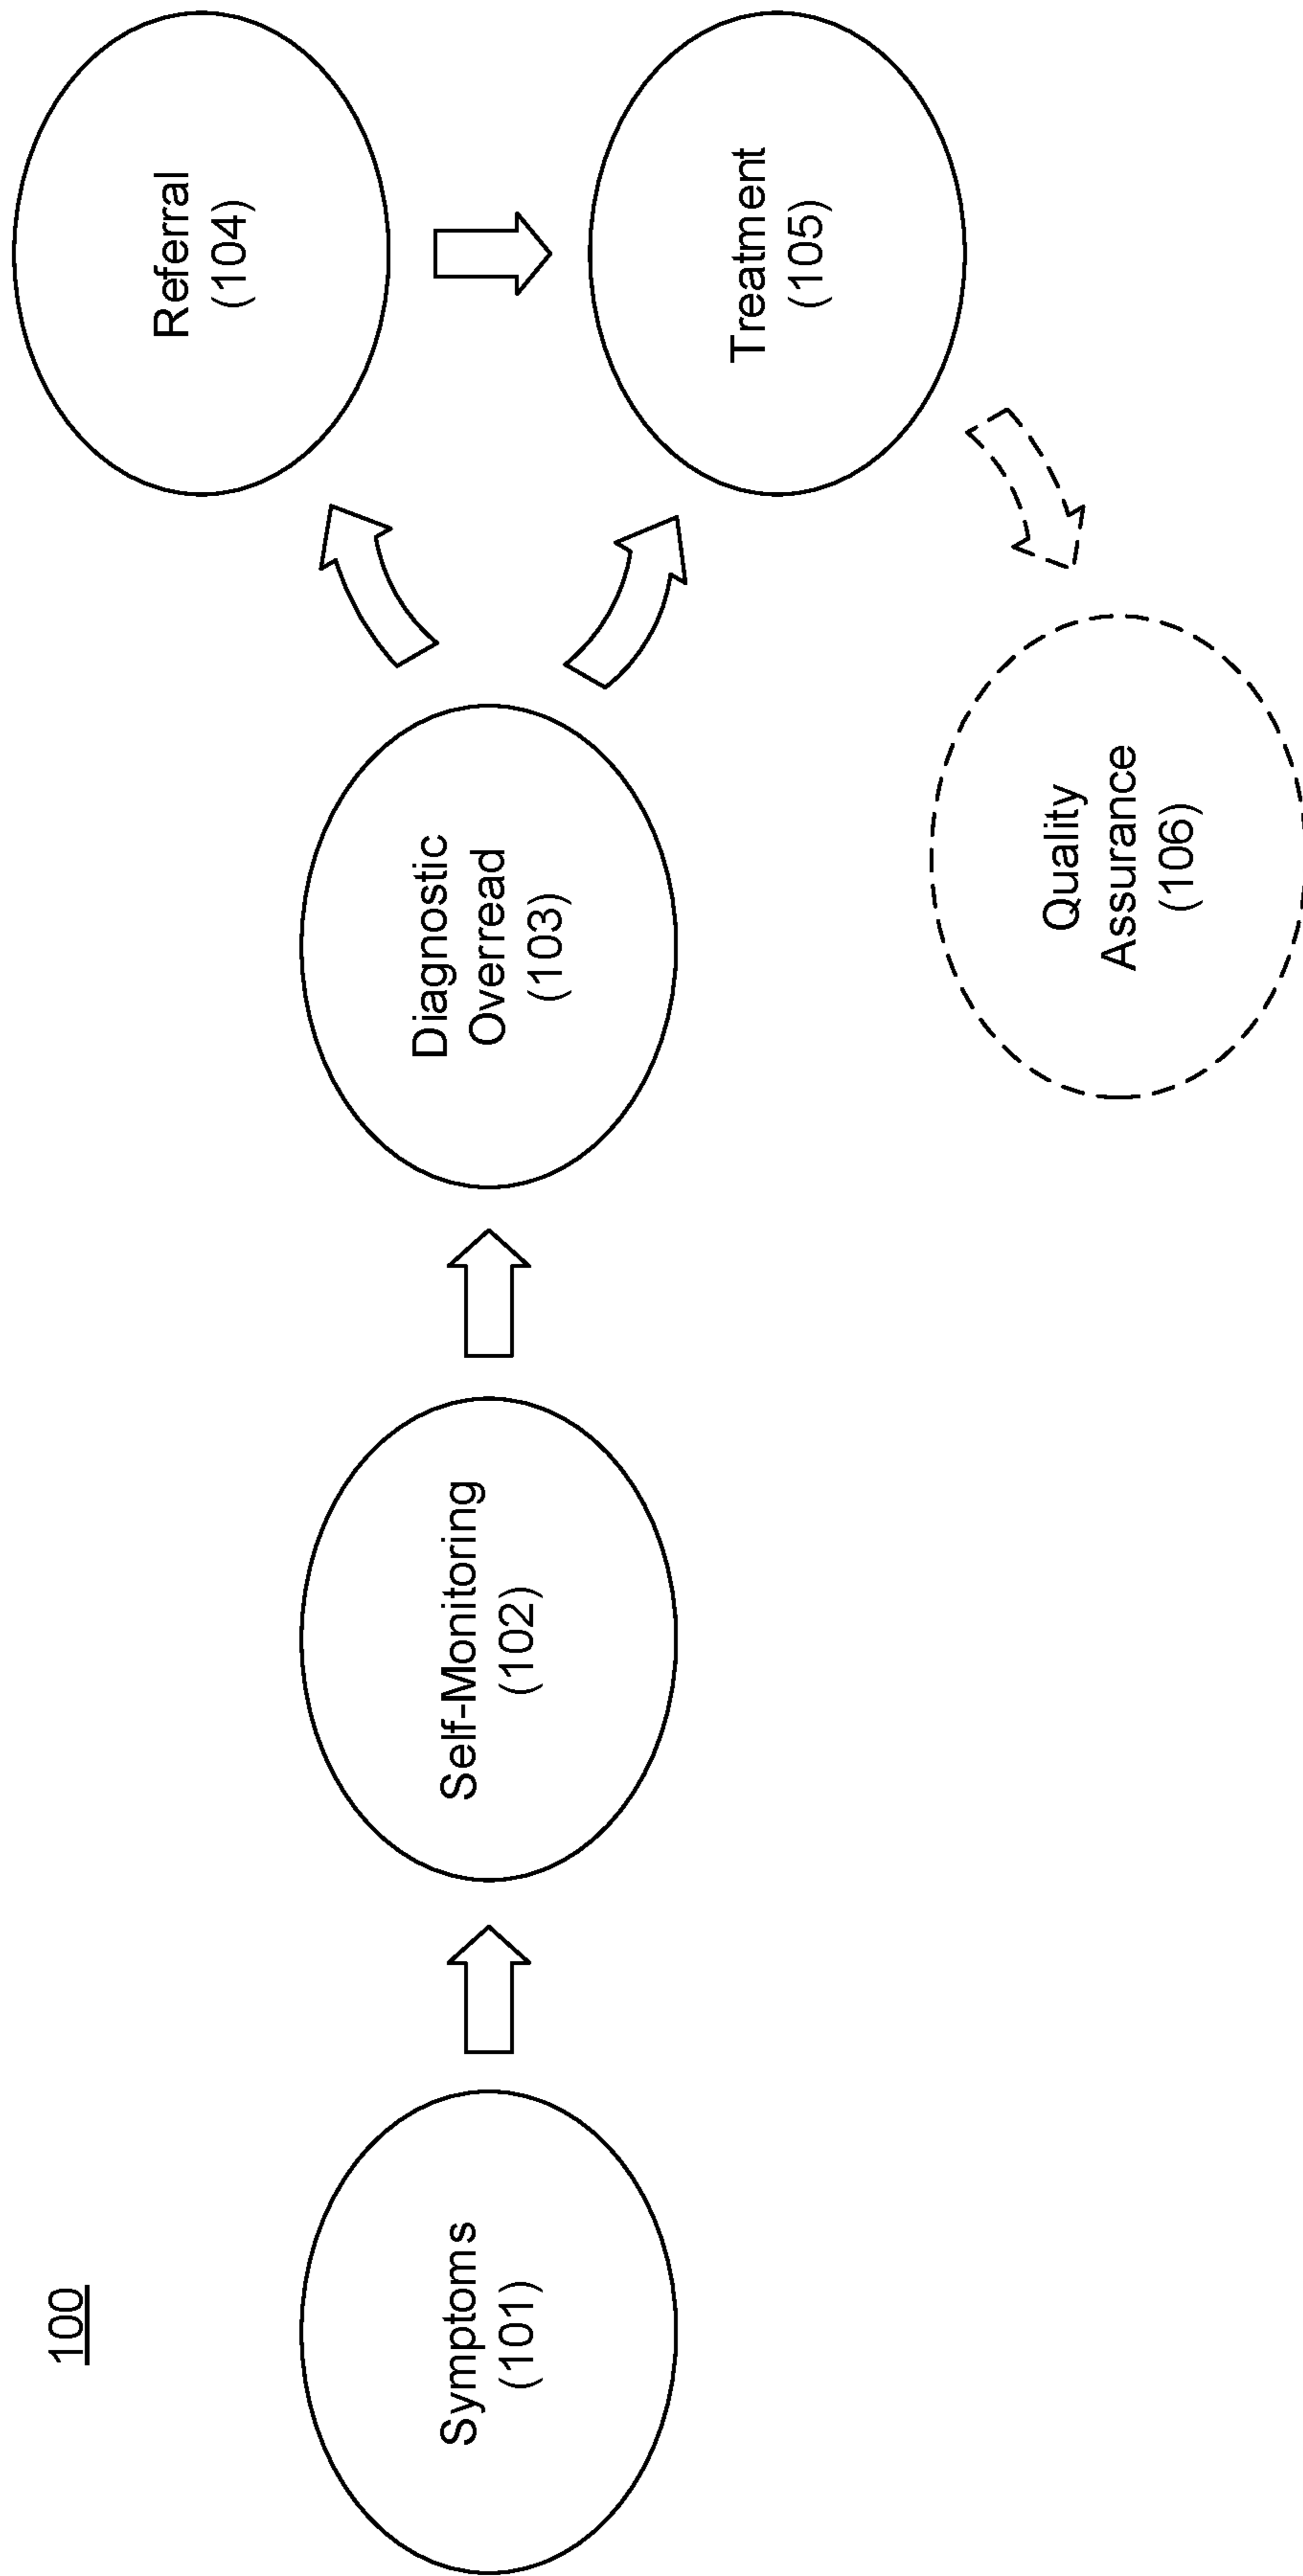 100
Symptoms
(101)
Self-Monitoring
(102)
Diagnostic
Overread
(103)
Referral
(104)
Treatment
(105)
Quality
Assurance
(106)